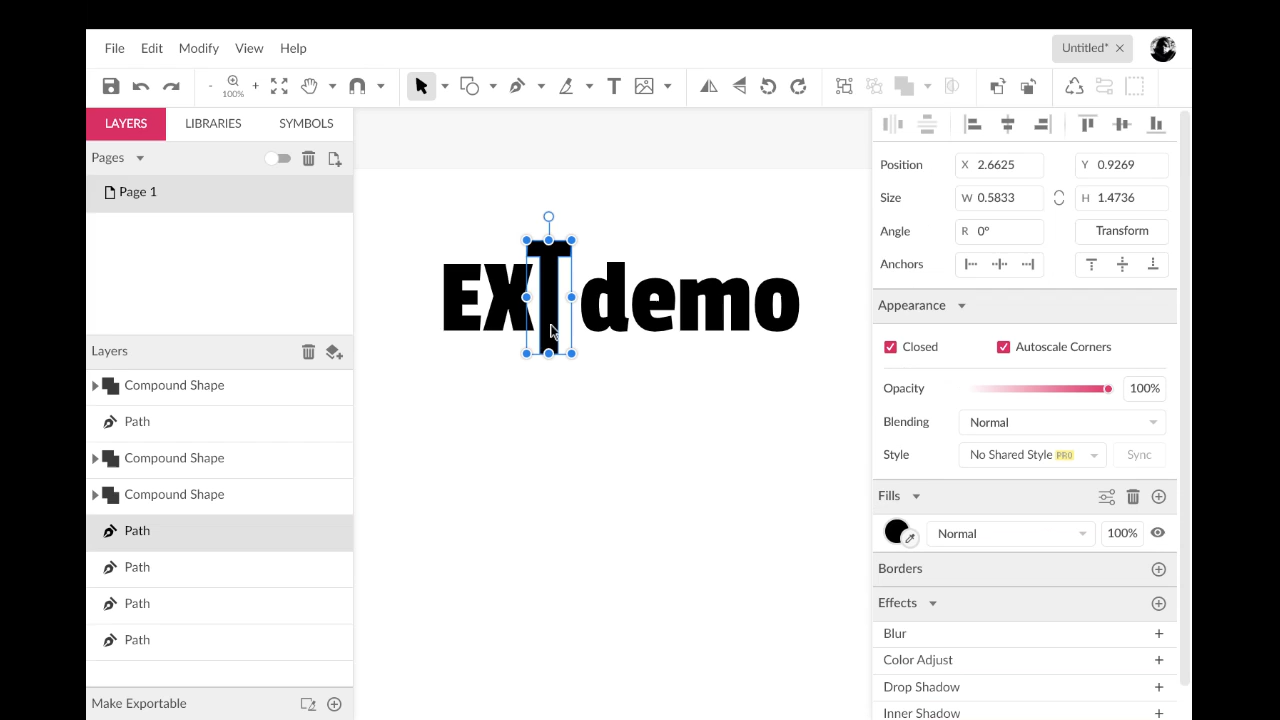 File Edit Modify View Help Untitled*
- 100% + T
LAYERS LIBRARIES SYMBOLS
Pages
Page 1
EXTdemo
Layers
Compound Shape
Path
Compound Shape
Compound Shape
Path
Path
Path
Path
Make Exportable
Position X 2.6625 Y 0.9269
Size W 0.5833 H 1.4736
Angle R 0° Transform
Anchors
Appearance
Closed Autoscale Corners
Opacity 100%
Blending Normal
Style No Shared Style PRO Sync
Fills
Normal 100%
Borders
Effects
Blur +
Color Adjust +
Drop Shadow +
Inner Shadow +